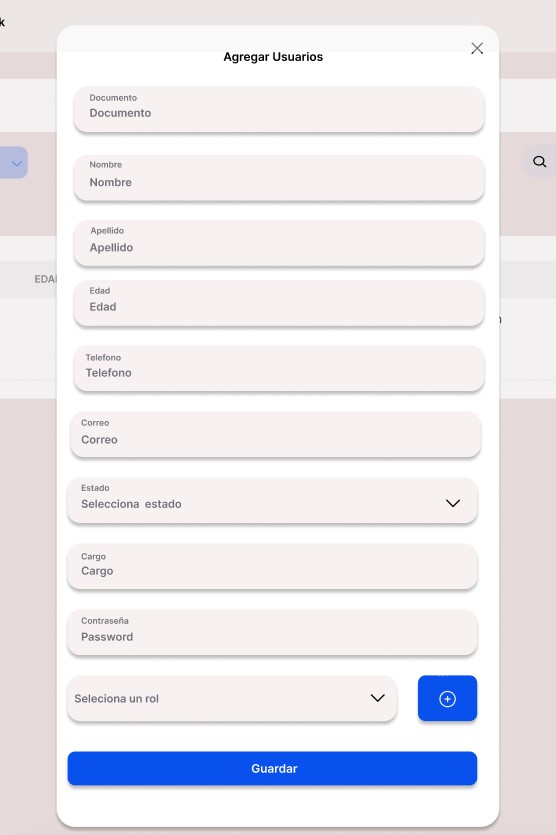 k
Agregar Usuarios
Documento
Documento
Nombre
Nombre
Apellido
Apellido
EDA
Edad
Edad
Telefono
Telefono
Correo
Correo
Estado
Selecciona estado
Cargo
Cargo
Contraseña
Password
Seleciona un rol
Guardar